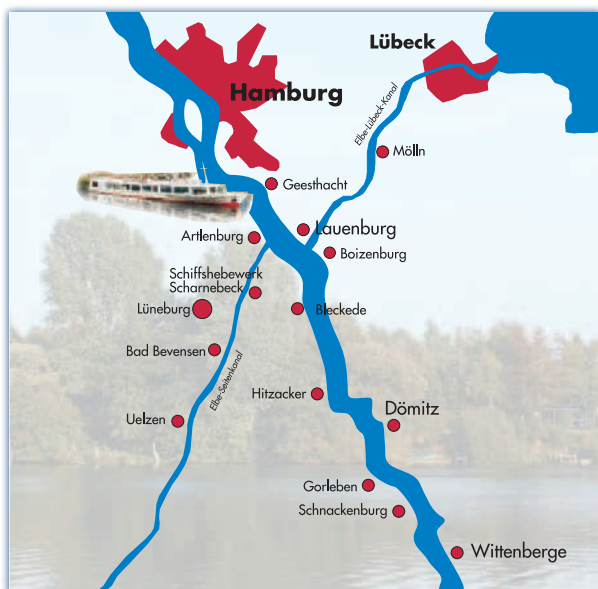 Lübeck
Hamburg
Elbe-Lübeck-Kanal
Mölln
Geesthacht
Lauenburg
Artlenburg
Boizenburg
Schiffshebewerk
Scharnebeck
Lüneburg
Bleckede
Bad Bevensen
Elbe-Seitenkanal
Hitzacker
Dömitz
Uelzen
Gorleben
Schnackenburg
Wittenberge